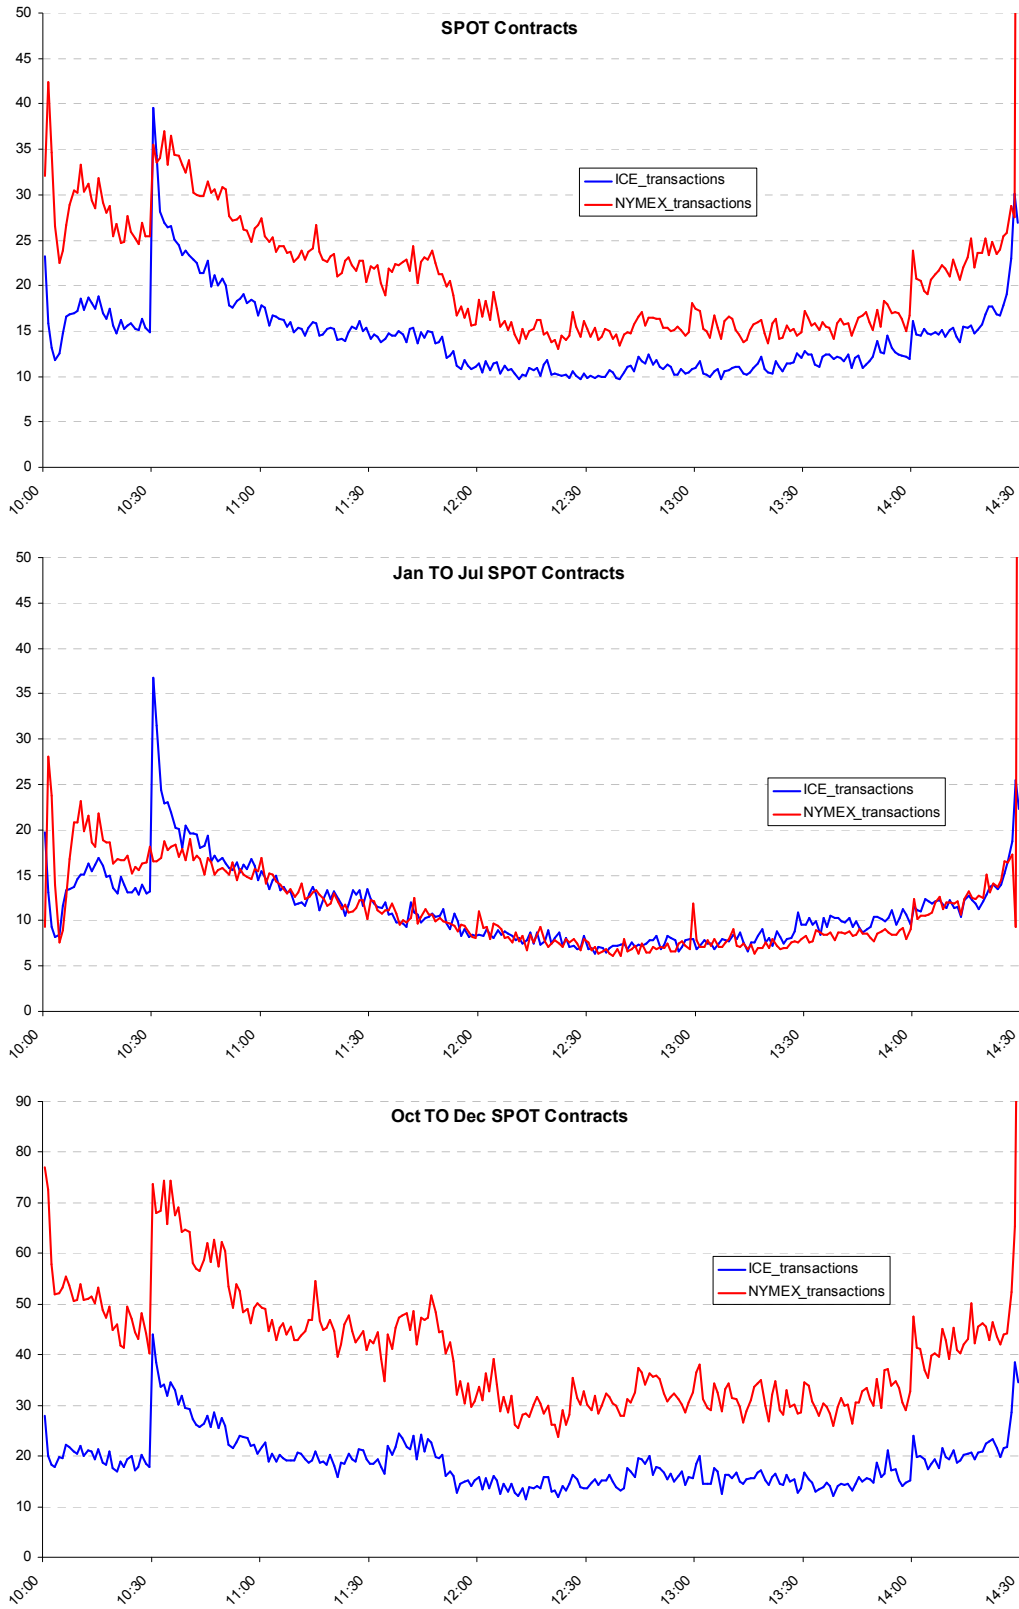 SPOT Contracts
50
45
40
35
30
25
20
15
10
5
0
ICE_transactions
NYMEX_transactions
10:00 10:30 11:00 11:30 12:00 12:30 13:00 13:30 14:00 14:30
Jan TO Jul SPOT Contracts
50
45
40
35
30
25
20
15
10
5
0
ICE_transactions
NYMEX_transactions
10:00 10:30 11:00 11:30 12:00 12:30 13:00 13:30 14:00 14:30
Oct TO Dec SPOT Contracts
90
80
70
60
50
40
30
20
10
0
ICE_transactions
NYMEX_transactions
10:00 10:30 11:00 11:30 12:00 12:30 13:00 13:30 14:00 14:30